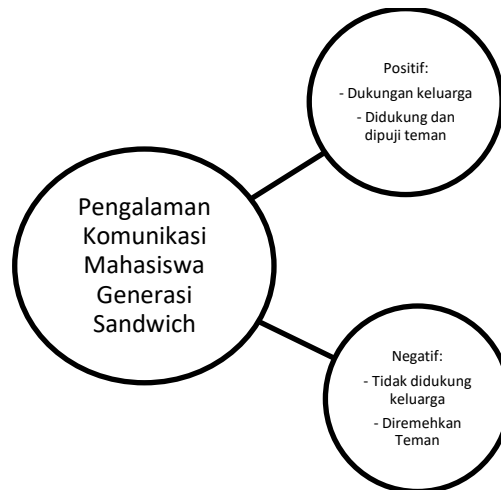 Pengalaman
Komunikasi
Mahasiswa
Generasi
Sandwich
Positif:
- Dukungan keluarga
- Didukung dan
dipuji teman
Negatif:
- Tidak didukung
keluarga
- Diremehkan
Teman